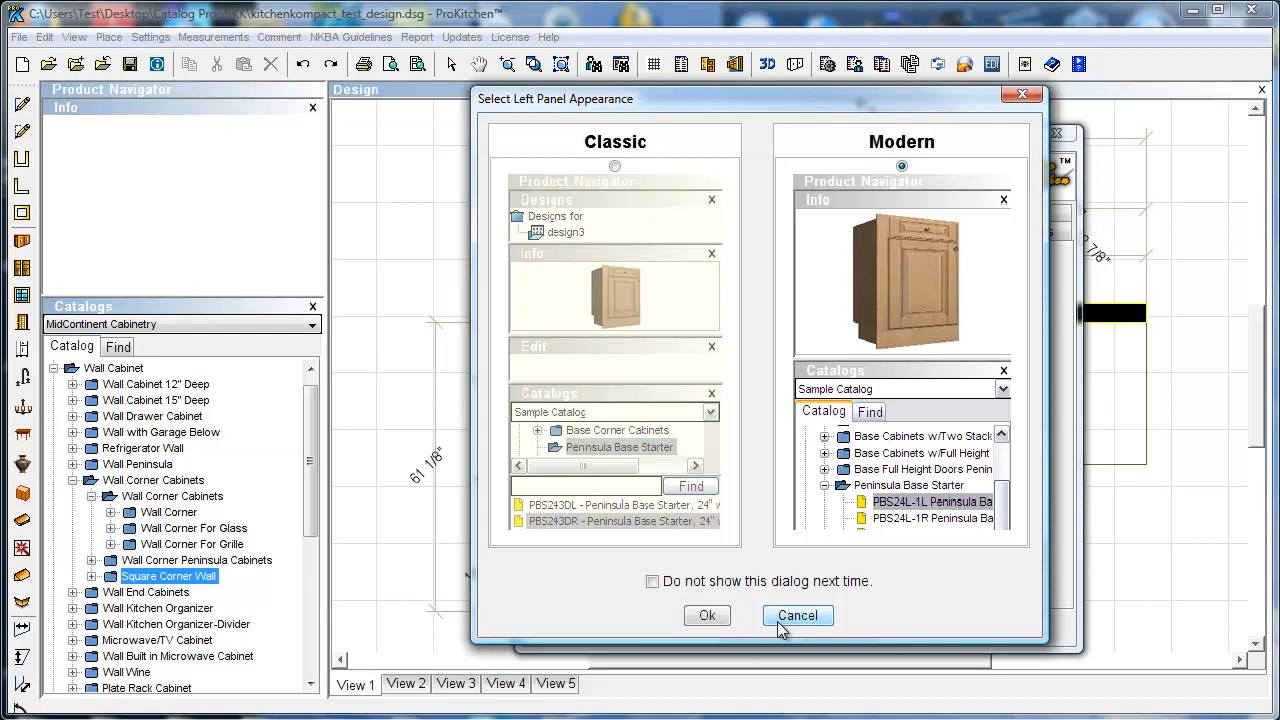 C:\Users\Test\Desktop\Catalog Proof\KK\kitchenkompact_test_design.dsg - ProKitchen™
File Edit View Place Settings Measurements Comment NKBA Guidelines Report Updates License Help
3D
Product Navigator
Info
Catalogs
MidContinent Cabinetry
Catalog Find
Wall Cabinet
Wall Cabinet 12" Deep
Wall Cabinet 15" Deep
Wall Drawer Cabinet
Wall with Garage Below
Refrigerator Wall
Wall Peninsula
Wall Corner Cabinets
Wall Corner Cabinets
Wall Corner
Wall Corner For Glass
Wall Corner For Grille
Wall Corner Peninsula Cabinets
Square Corner Wall
Wall End Cabinets
Wall Kitchen Organizer
Wall Kitchen Organizer-Divider
Microwave/TV Cabinet
Wall Built in Microwave Cabinet
Wall Wine
Plate Rack Cabinet
Design
61 1/8"
7/8"
View 1 View 2 View 3 View 4 View 5
Select Left Panel Appearance
Classic
Product Navigator
Designs
Designs for
design3
Info
Edit
Catalogs
Sample Catalog
Base Corner Cabinets
Pennsula Base Starter
Find
PBS243DL - Peninsula Base Starter, 24" w
PBS243DR - Peninsula Base Starter, 24" w
Modern
Product Navigator
Info
Catalogs
Sample Catalog
Catalog Find
Base Cabinets w/Two Stack
Base Cabinets w/Full Height
Base Full Height Doors Penin
Peninsula Base Starter
PBS24L-1L Peninsula Ba
PBS24L-1R Peninsula Ba
Do not show this dialog next time.
Ok Cancel